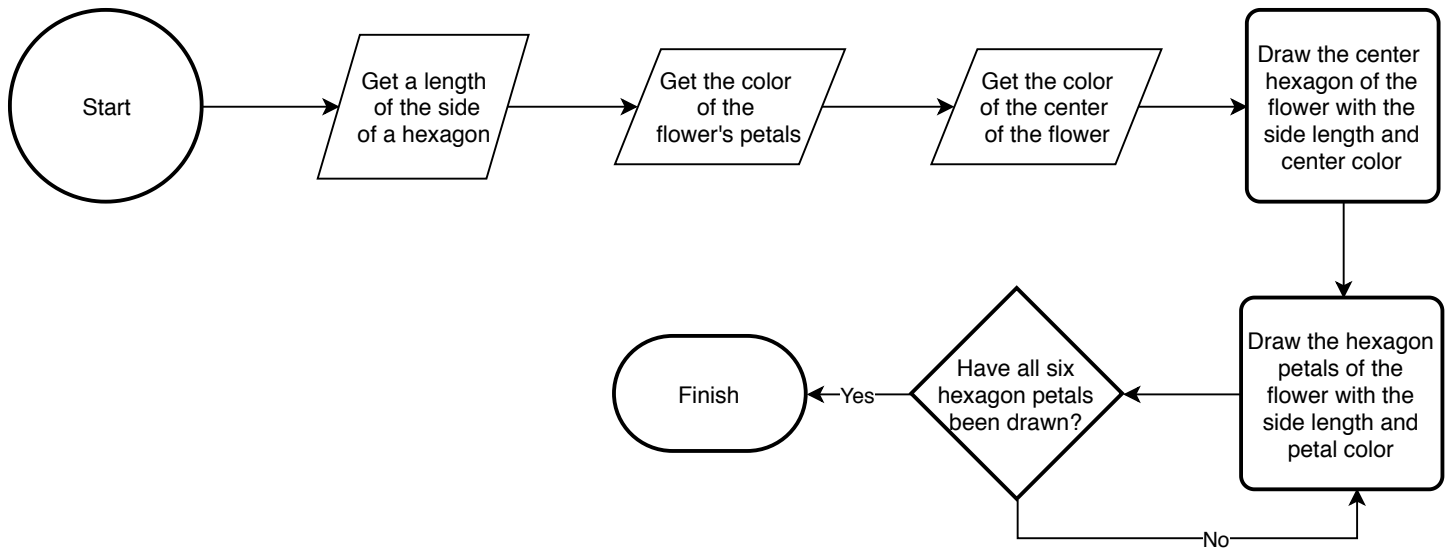 Start
Get a length
of the side
of a hexagon
Get the color
of the
flower's petals
Get the color
of the center
of the flower
Draw the center
hexagon of the
flower with the
side length and
center color
Draw the hexagon
petals of the
flower with the
side length and
petal color
Have all six
hexagon petals
been drawn?
Yes
Finish
No